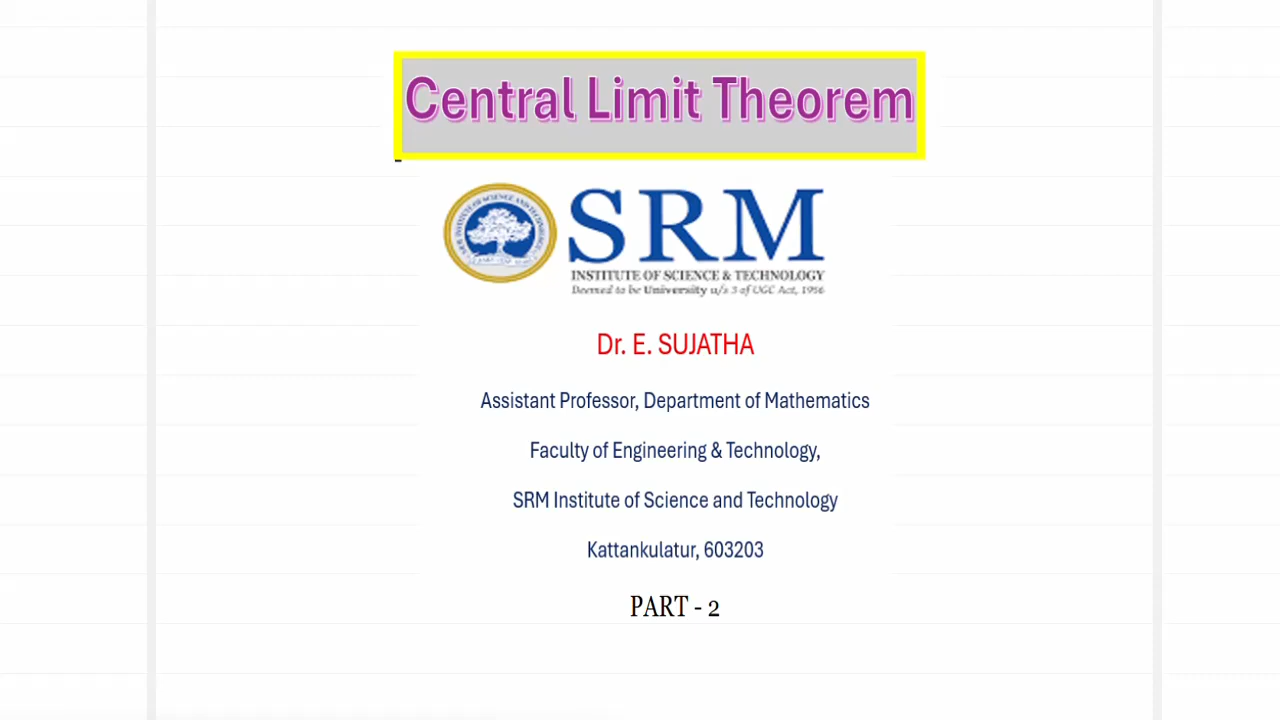 Central Limit Theorem
SRM
INSTITUTE OF SCIENCE & TECHNOLOGY
Deemed to be University u/s 3 of UGC Act, 1956
Dr. E. SUJATHA
Assistant Professor, Department of Mathematics
Faculty of Engineering & Technology,
SRM Institute of Science and Technology
Kattankulatur, 603203
PART - 2